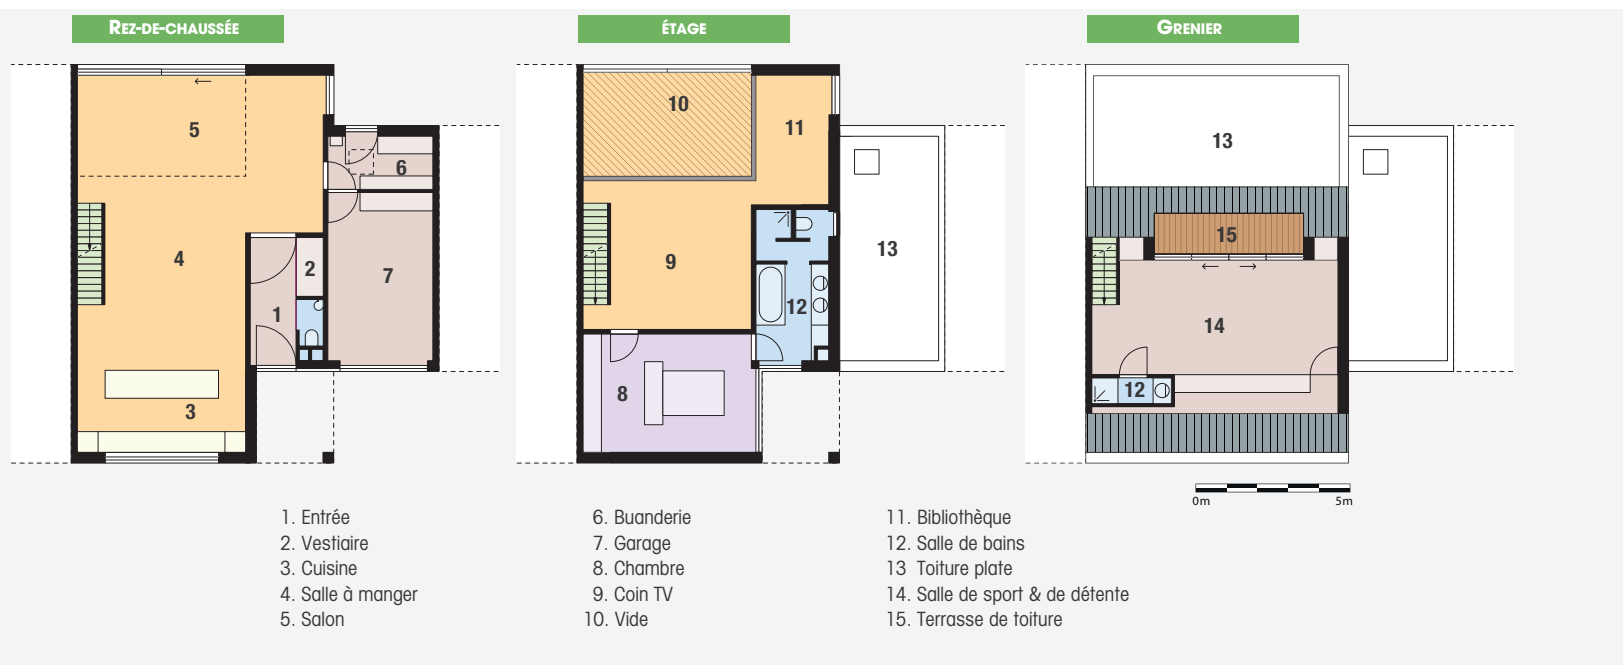 REZ-DE-CHAUSSÉE
ÉTAGE
GRENIER
5
6
4
2
7
1
3
10
11
9
13
12
8
13
15
14
12
0m 5m
1. Entrée
2. Vestiaire
3. Cuisine
4. Salle à manger
5. Salon
6. Buanderie
7. Garage
8. Chambre
9. Coin TV
10. Vide
11. Bibliothèque
12. Salle de bains
13 Toiture plate
14. Salle de sport & de détente
15. Terrasse de toiture